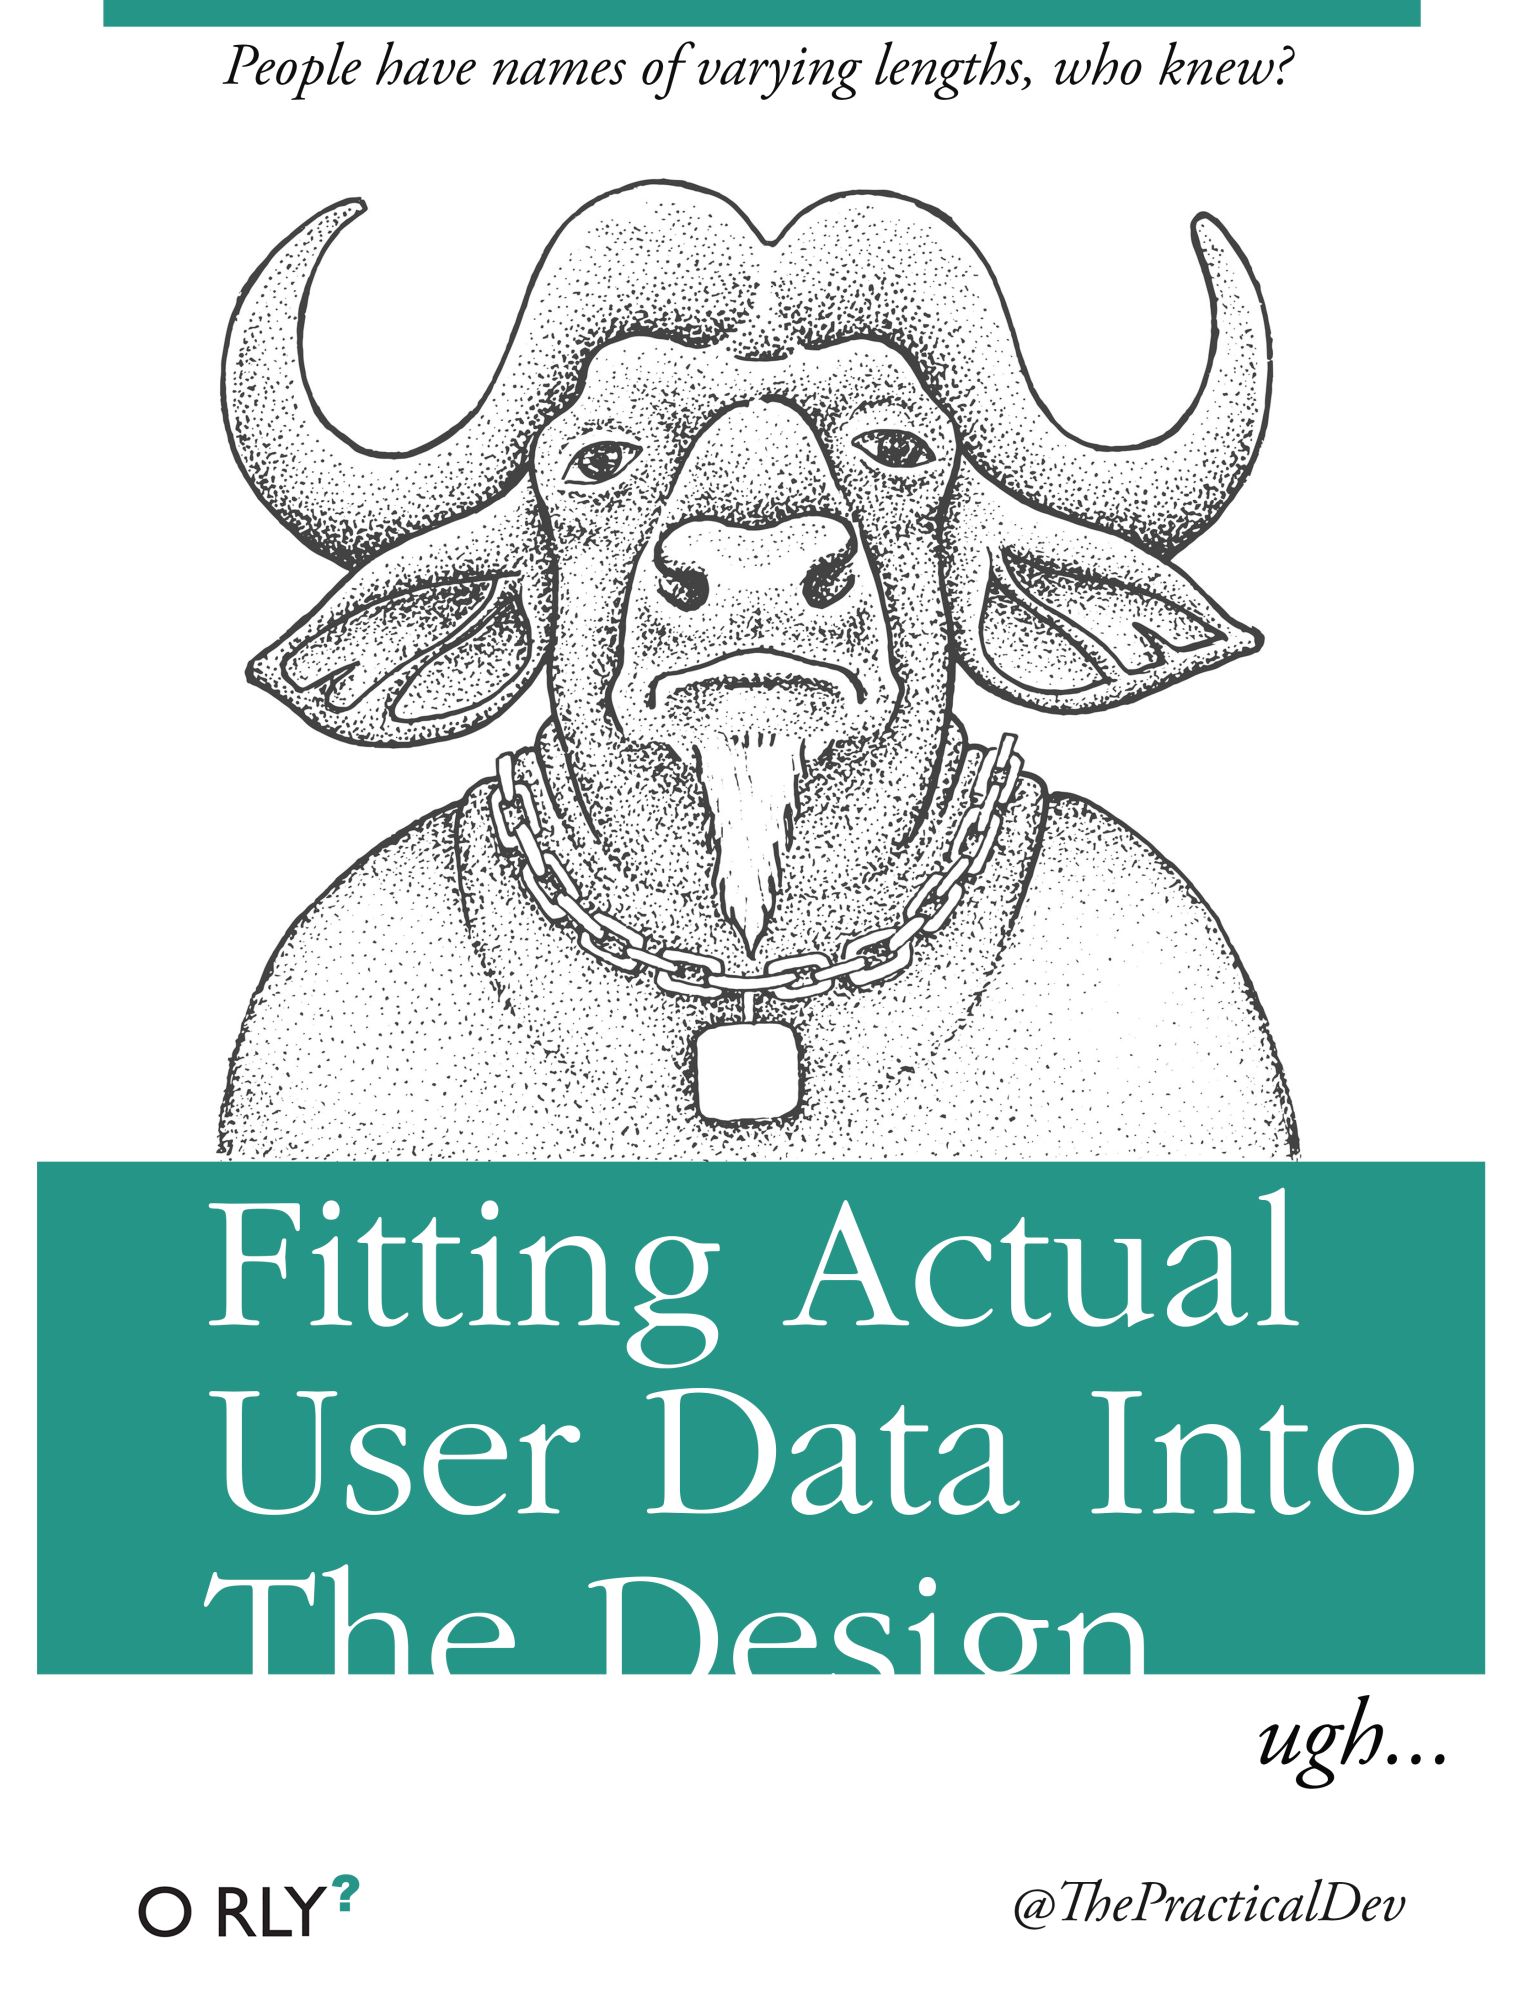 People have names of varying lengths, who knew?
Fitting Actual
User Data Into
The Design
ugh...
O RLY?
@ThePracticalDev